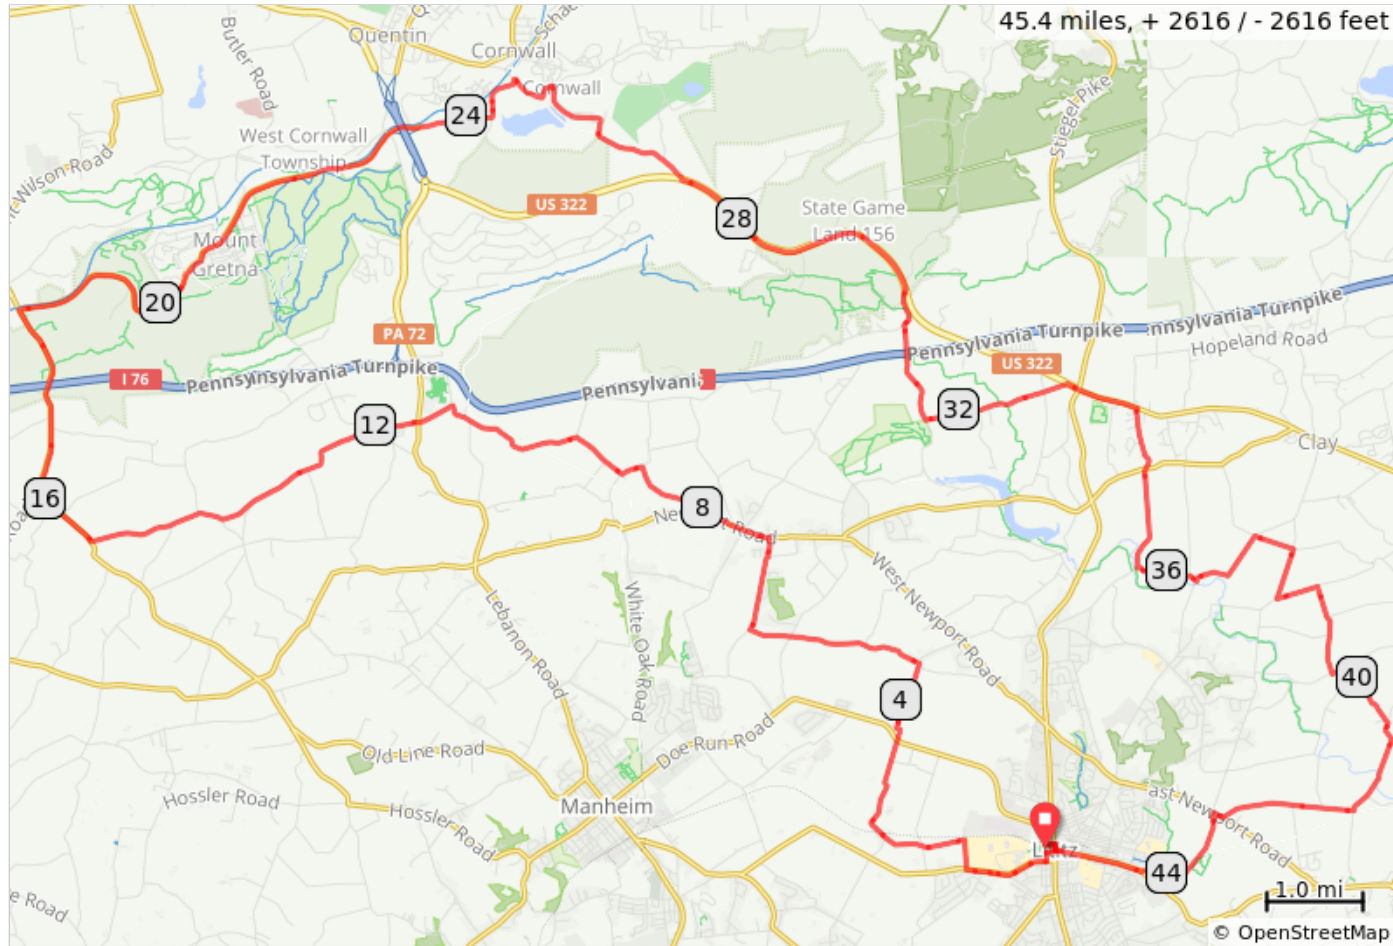 45.4 miles, + 2616 / - 2616 feet
Quentin
Butler Road
Cornwall
Cornwall
24
West Cornwall
Township
Wilson Road
Stiegel Pike
US 322
28
State Game
Land 156
Mount
Gretna
20
PA 72
Pennsylvania Turnpike
nnsylvania Turnpike
Hopeland Road
US 322
I 76
Pennsynsylvania Turnpike
Pennsylvania
32
12
Clay
16
8
Road
36
West Newport Road
Lebanon Road
White Oak Road
40
4
Doe Run Road
Old Line Road
Hossler Road
Manheim
Hossler Road
ast Newport Road
44
e Road
1.0 mi
© OpenStreetMap